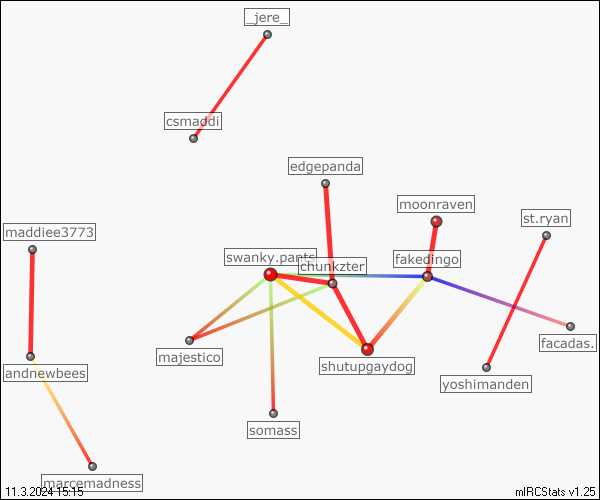 _jere_
csmaddi
edgepanda
moonraven
st.ryan
maddiee3773
swanky.pants
chunkzter
fakedingo
facadas.
majestico
shutupgaydog
andnewbees
yoshimanden
somass
marcemadness
11.3.2024 15:15
mIRCStats v1.25